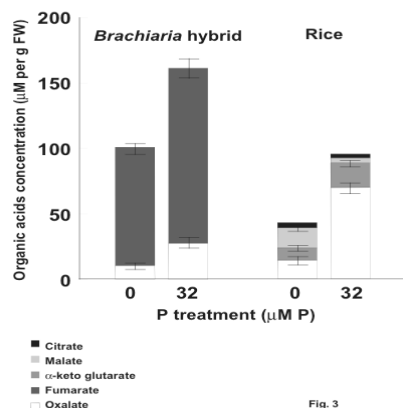 200
Brachiaria hybrid
Rice
150
100
50
0
Organic acids concentration (μM per g FW)
0 32 0 32
P treatment (μM P)
Citrate
Malate
α-keto glutarate
Fumarate
Oxalate
Fig. 3